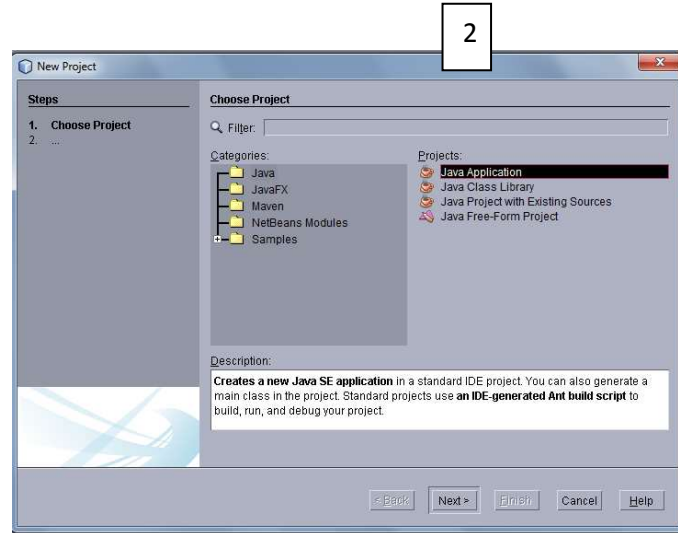 2
New Project
Steps
1. Choose Project
2. ...
Choose Project
Filter:
Categories:
Java
JavaFX
Maven
NetBeans Modules
Samples
Projects:
Java Application
Java Class Library
Java Project with Existing Sources
Java Free-Form Project
Description:
Creates a new Java SE application in a standard IDE project. You can also generate a
main class in the project. Standard projects use an IDE-generated Ant build script to
build, run, and debug your project.
< Back Next > Finish Cancel Help